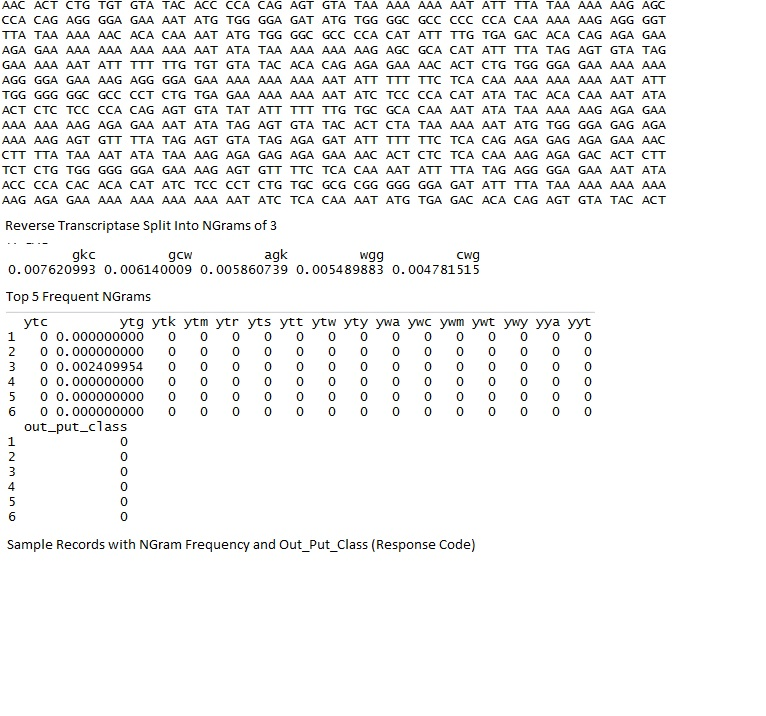 AAC ACT CTG TGT GTA TAC ACC CCA CAG AGT GTA TAA AAA AAA AAT ATT TTA TAA AAA AAG AGC
CCA CAG AGG GGA GAA AAT ATG TGG GGA GAT ATG TGG GGC GCC CCC CCA CAA AAA AAG AGG GGT
TTA TAA AAA AAC ACA CAA AAT ATG TGG GGC GCC CCA CAT ATT TTG TGA GAC ACA CAG AGA GAA
AGA GAA AAA AAA AAA AAA AAT ATA TAA AAA AAA AAG AGC GCA CAT ATT TTA TAG AGT GTA TAG
GAA AAA AAT ATT TTT TTG TGT GTA TAC ACA CAG AGA GAA AAC ACT CTG TGG GGA GAA AAA AAA
AGG GGA GAA AAG AGG GGA GAA AAA AAA AAA AAT ATT TTT TTC TCA CAA AAA AAA AAA AAT ATT
TGG GGG GGC GCC CCT CTG TGA GAA AAA AAA AAT ATC TCC CCA CAT ATA TAC ACA CAA AAT ATA
ACT CTC TCC CCA CAG AGT GTA TAT ATT TTT TTG TGC GCA CAA AAT ATA TAA AAA AAG AGA GAA
AAA AAA AAG AGA GAA AAT ATA TAG AGT GTA TAC ACT CTA TAA AAA AAT ATG TGG GGA GAG AGA
AAA AAG AGT GTT TTA TAG AGT GTA TAG AGA GAT ATT TTT TTC TCA CAG AGA GAG AGA GAA AAC
CTT TTA TAA AAT ATA TAA AAG AGA GAG AGA GAA AAC ACT CTC TCA CAA AAG AGA GAC ACT CTT
TCT CTG TGG GGG GGA GAA AAG AGT GTT TTC TCA CAA AAT ATT TTA TAG AGG GGA GAA AAT ATA
ACC CCA CAC ACA CAT ATC TCC CCT CTG TGC GCG CGG GGG GGA GAT ATT TTA TAA AAA AAA AAA
AAG AGA GAA AAA AAA AAA AAA AAT ATC TCA CAA AAT ATG TGA GAC ACA CAG AGT GTA TAC ACT
Reverse Transcriptase Split Into NGrams of 3
gkc gcw agk wgg cwg
0.007620993 0.006140009 0.005860739 0.005489883 0.004781515
Top 5 Frequent NGrams
ytc ytg ytk ytm ytr yts ytt ytw yty ywa ywc ywm ywt ywy yya yyt
1 0 0.000000000 0 0 0 0 0 0 0 0 0 0 0 0 0 0
2 0 0.000000000 0 0 0 0 0 0 0 0 0 0 0 0 0 0
3 0 0.002409954 0 0 0 0 0 0 0 0 0 0 0 0 0 0
4 0 0.000000000 0 0 0 0 0 0 0 0 0 0 0 0 0 0
5 0 0.000000000 0 0 0 0 0 0 0 0 0 0 0 0 0 0
6 0 0.000000000 0 0 0 0 0 0 0 0 0 0 0 0 0 0
out_put_class
1 0
2 0
3 0
4 0
5 0
6 0
Sample Records with NGram Frequency and Out_Put_Class (Response Code)